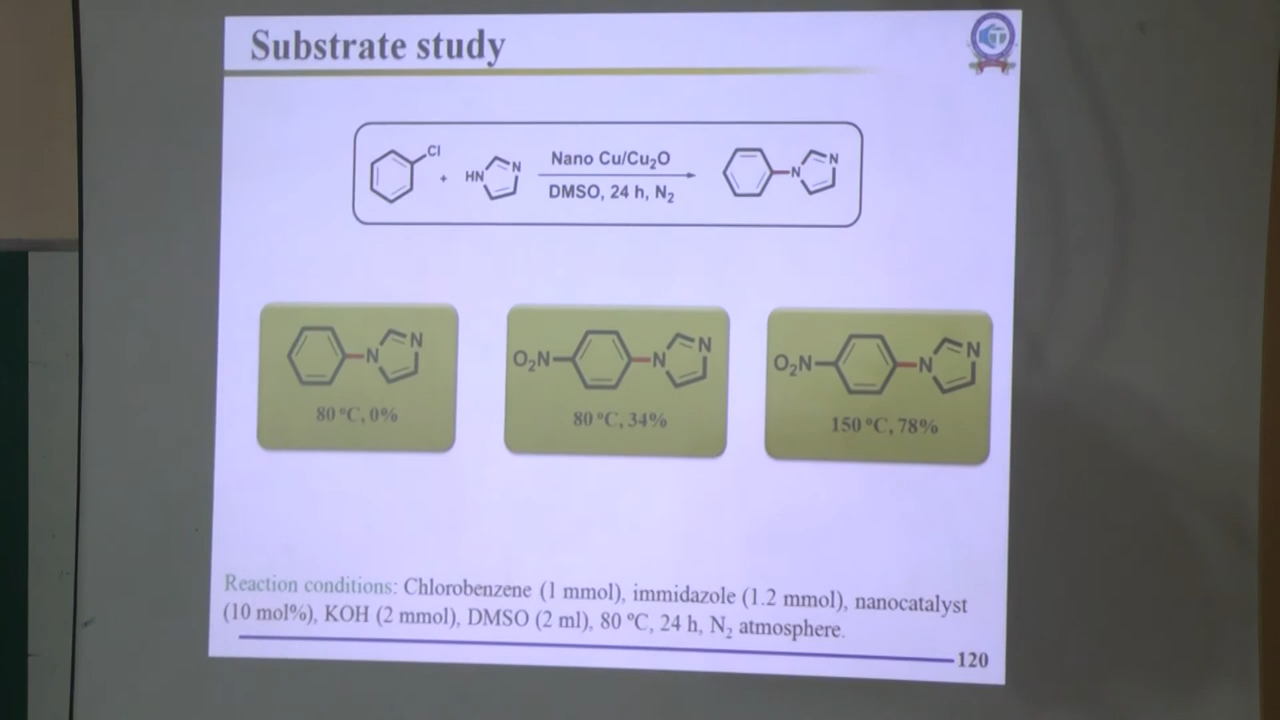 Substrate study
Cl
+
HN
N
Nano Cu/Cu₂O
DMSO, 24 h, N₂
N
N
N
N
80 °C, 0%
O₂N
N
N
80 °C, 34%
O₂N
N
N
150 °C, 78%
Reaction conditions: Chlorobenzene (1 mmol), immidazole (1.2 mmol), nanocatalyst
(10 mol%), KOH (2 mmol), DMSO (2 ml), 80 °C, 24 h, N₂ atmosphere.
120